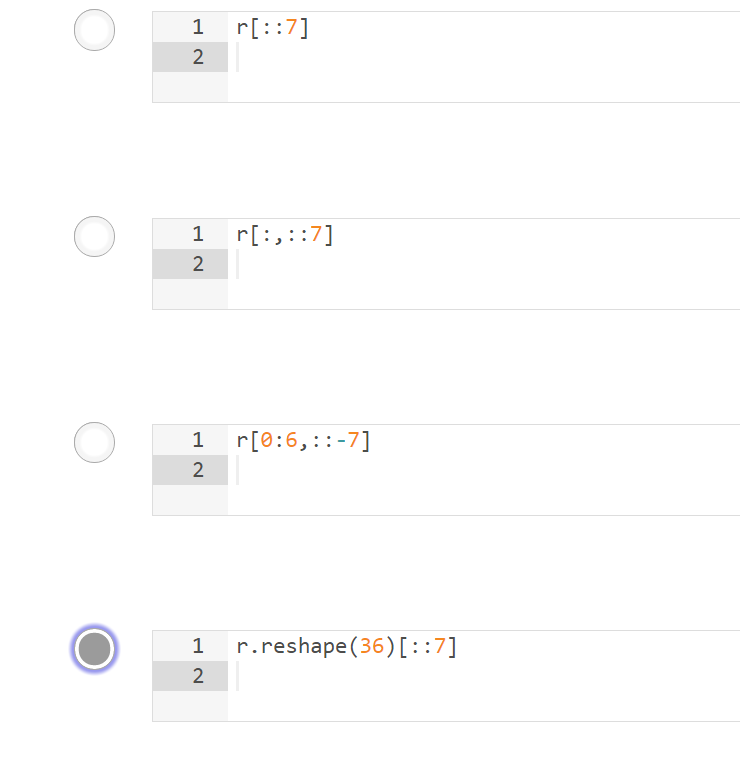 1 r[::7]
2
1 r[:,::7]
2
1 r[0:6,::-7]
2
1 r.reshape(36)[::7]
2